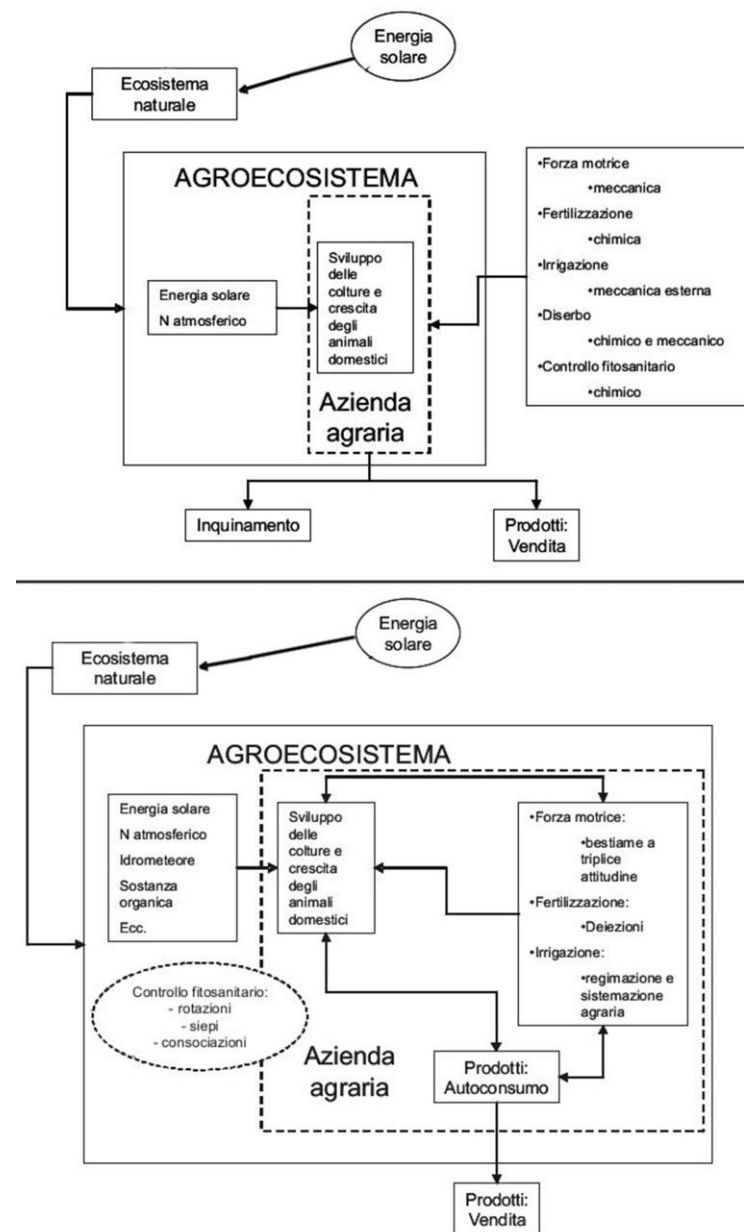 Energia
solare
Ecosistema
naturale
AGROECOSISTEMA
Energia solare
N atmosferico
Sviluppo
delle
colture e
crescita
degli
animali
domestici
Azienda
agraria
•Forza motrice
•meccanica
•Fertilizzazione
•chimica
•Irrigazione
•meccanica esterna
•Diserbo
•chimico e meccanico
•Controllo fitosanitario
•chimico
Inquinamento
Prodotti:
Vendita
Energia
solare
Ecosistema
naturale
AGROECOSISTEMA
Energia solare
N atmosferico
Idrometeore
Sostanza
organica
Ecc.
Sviluppo
delle
colture e
crescita
degli
animali
domestici
•Forza motrice:
•bestiame a
triplice
attitudine
•Fertilizzazione:
•Deiezioni
•Irrigazione:
•regimazione e
sistemazione
agraria
Controllo fitosanitario:
- rotazioni
- siepi
- consociazioni
Azienda
agraria
Prodotti:
Autoconsumo
Prodotti:
Vendita